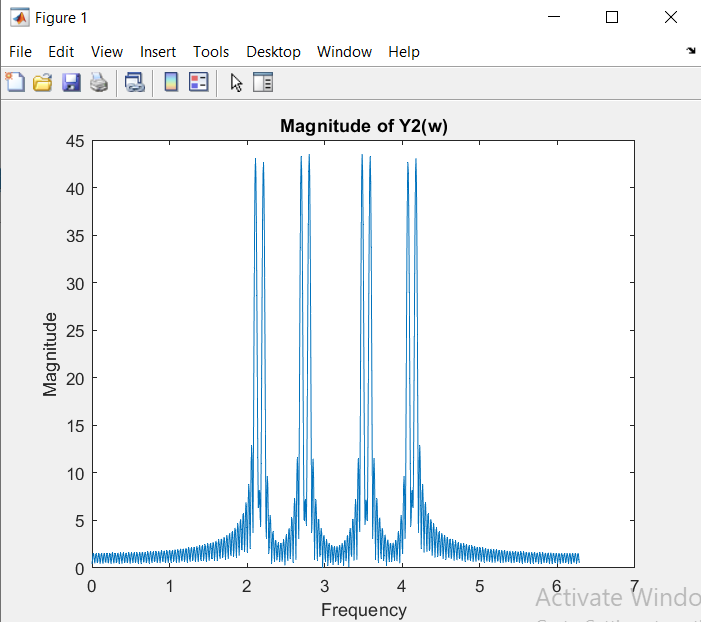 Figure 1
File Edit View Insert Tools Desktop Window Help
Magnitude of Y2(w)
45
40
35
30
25
20
15
10
5
0
Magnitude
0 1 2 3 4 5 6 7
Frequency
Activate Windo